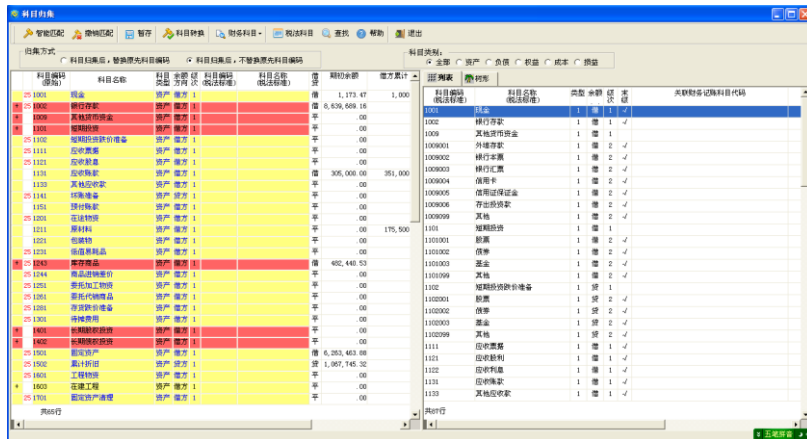 科目归集
智能匹配 撤销匹配 暂存 科目转换 财务科目 税法科目 查找 帮助 退出
归集方式
科目归集后，替换原先科目编码 科目归集后，不替换原先科目编码
科目类别：
全部 资产 负债 权益 成本 损益
科目编码(原始) 科目名称 科目类型 余额方向 级次 科目编码(税法标准) 科目名称(税法标准) 借贷 期初余额 借方累计
25 1001 现金 资产 借方 1 借 1,173.47 1,000
+ 25 1002 银行存款 资产 借方 1 借 8,639,689.16
+ 1009 其他货币资金 资产 借方 1 平 .00
+ 1101 短期投资 资产 借方 1 平 .00
25 1102 短期投资跌价准备 资产 借方 1 平 .00
25 1111 应收票据 资产 借方 1 平 .00
25 1121 应收股息 资产 借方 1 平 .00
1131 应收账款 资产 借方 1 借 305,000.00 351,000
1133 其他应收款 资产 借方 1 平 .00
25 1141 坏账准备 资产 贷方 1 平 .00
1151 预付账款 资产 借方 1 平 .00
25 1201 在途物资 资产 借方 1 平 .00
1211 原材料 资产 借方 1 平 .00 175,500
1221 包装物 资产 借方 1 平 .00
25 1231 低值易耗品 资产 借方 1 平 .00
+ 25 1243 库存商品 资产 借方 1 借 482,440.53
25 1244 商品进销差价 资产 借方 1 平 .00
25 1251 委托加工物资 资产 借方 1 平 .00
25 1261 委托代销商品 资产 借方 1 平 .00
25 1281 存货跌价准备 资产 借方 1 平 .00
25 1301 待摊费用 资产 借方 1 平 .00
+ 1401 长期股权投资 资产 借方 1 平 .00
+ 1402 长期债权投资 资产 借方 1 平 .00
25 1501 固定资产 资产 借方 1 借 6,263,463.88
25 1502 累计折旧 资产 贷方 1 贷 1,067,745.32
25 1601 工程物资 资产 借方 1 平 .00
+ 1603 在建工程 资产 借方 1 平 .00
25 1701 固定资产清理 资产 借方 1 平 .00
共65行
列表 树形
科目编码(税法标准) 科目名称(税法标准) 类型 余额 级次 末级 关联财务记账科目代码
1001 现金 1 借 1 √
1002 银行存款 1 借 1 √
1009 其他货币资金 1 借 1
1009001 外埠存款 1 借 2 √
1009002 银行本票 1 借 2 √
1009003 银行汇票 1 借 2 √
1009004 信用卡 1 借 2 √
1009005 信用证保证金 1 借 2 √
1009006 存出投资款 1 借 2 √
1009099 其他 1 借 2 √
1101 短期投资 1 借 1
1101001 股票 1 借 2 √
1101002 债券 1 借 2 √
1101003 基金 1 借 2 √
1101099 其他 1 借 2 √
1102 短期投资跌价准备 1 贷 1
1102001 股票 1 贷 2 √
1102002 债券 1 贷 2 √
1102003 基金 1 贷 2 √
1102099 其他 1 贷 2 √
1111 应收票据 1 借 1 √
1121 应收股利 1 借 1 √
1122 应收利息 1 借 1 √
1131 应收账款 1 借 1 √
1133 其他应收款 1 借 1 √
共87行
五笔拼音